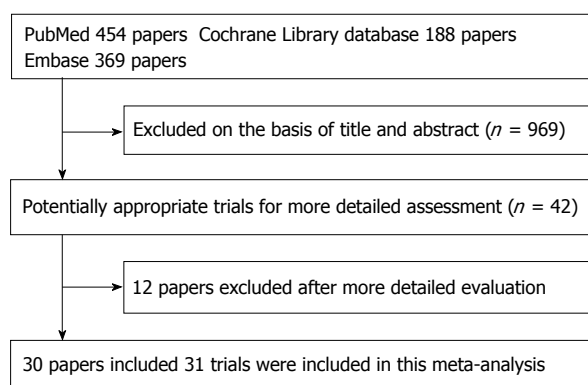 PubMed 454 papers  Cochrane Library database 188 papers
Embase 369 papers
Excluded on the basis of title and abstract (n = 969)
Potentially appropriate trials for more detailed assessment (n = 42)
12 papers excluded after more detailed evaluation
30 papers included 31 trials were included in this meta-analysis